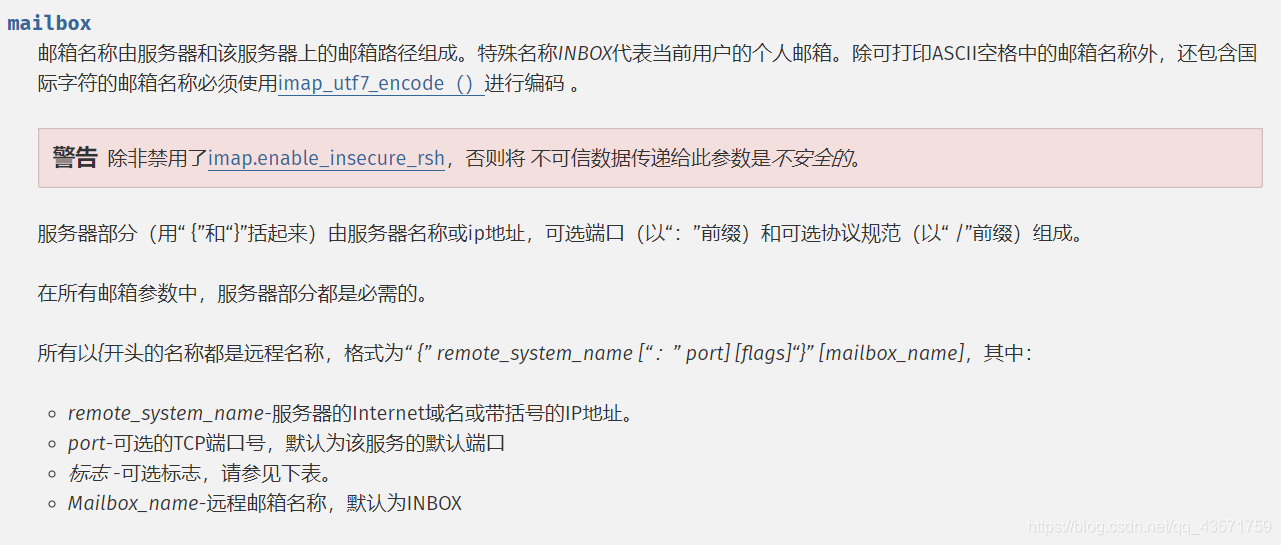 mailbox
邮箱名称由服务器和该服务器上的邮箱路径组成。特殊名称INBOX代表当前用户的个人邮箱。除可打印ASCII空格中的邮箱名称外，还包含国
际字符的邮箱名称必须使用imap_utf7_encode（）进行编码 。
警告 除非禁用了imap.enable_insecure_rsh，否则将 不可信数据传递给此参数是不安全的。
服务器部分（用“ {”和“}”括起来）由服务器名称或ip地址，可选端口（以“：”前缀）和可选协议规范（以“ /”前缀）组成。
在所有邮箱参数中，服务器部分都是必需的。
所有以{开头的名称都是远程名称，格式为“ {” remote_system_name [“：” port] [flags]“}” [mailbox_name]，其中：
◦ remote_system_name-服务器的Internet域名或带括号的IP地址。
◦ port-可选的TCP端口号，默认为该服务的默认端口
◦ 标志 -可选标志，请参见下表。
◦ Mailbox_name-远程邮箱名称，默认为INBOX
https://blog.csdn.net/qq_43571759